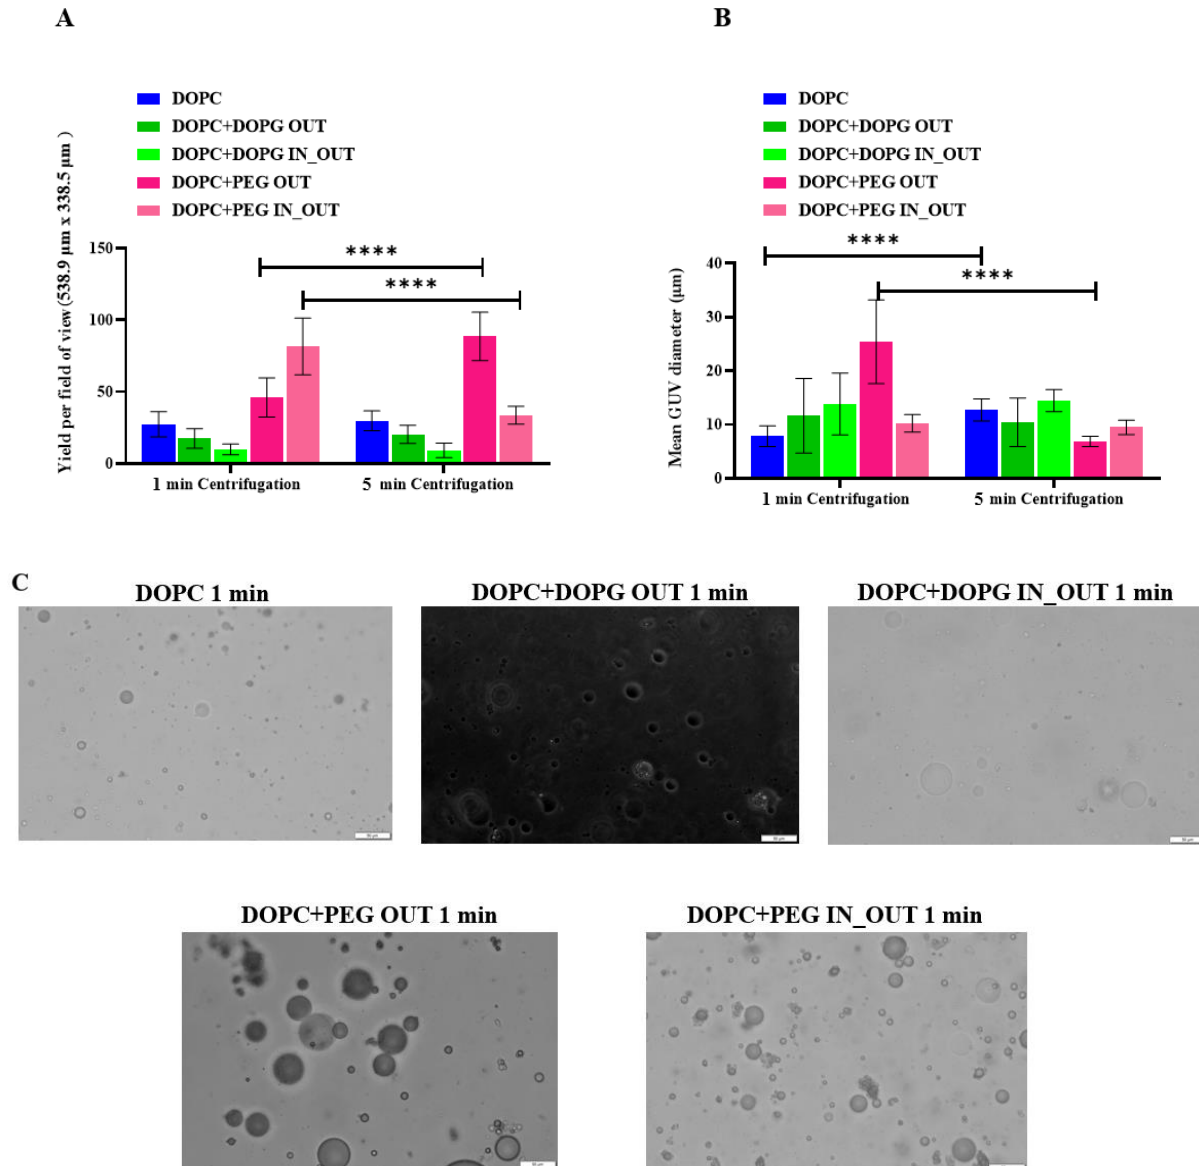 A
B
DOPC
DOPC+DOPG OUT
DOPC+DOPG IN_OUT
DOPC+PEG OUT
DOPC+PEG IN_OUT
Yield per field of view (538.9 µm x 338.5 µm )
150
100
50
0
****
****
1 min Centrifugation
5 min Centrifugation
DOPC
DOPC+DOPG OUT
DOPC+DOPG IN_OUT
DOPC+PEG OUT
DOPC+PEG IN_OUT
Mean GUV diameter (µm)
40
30
20
10
0
****
****
1 min Centrifugation
5 min Centrifugation
C
DOPC 1 min
DOPC+DOPG OUT 1 min
DOPC+DOPG IN_OUT 1 min
DOPC+PEG OUT 1 min
DOPC+PEG IN_OUT 1 min